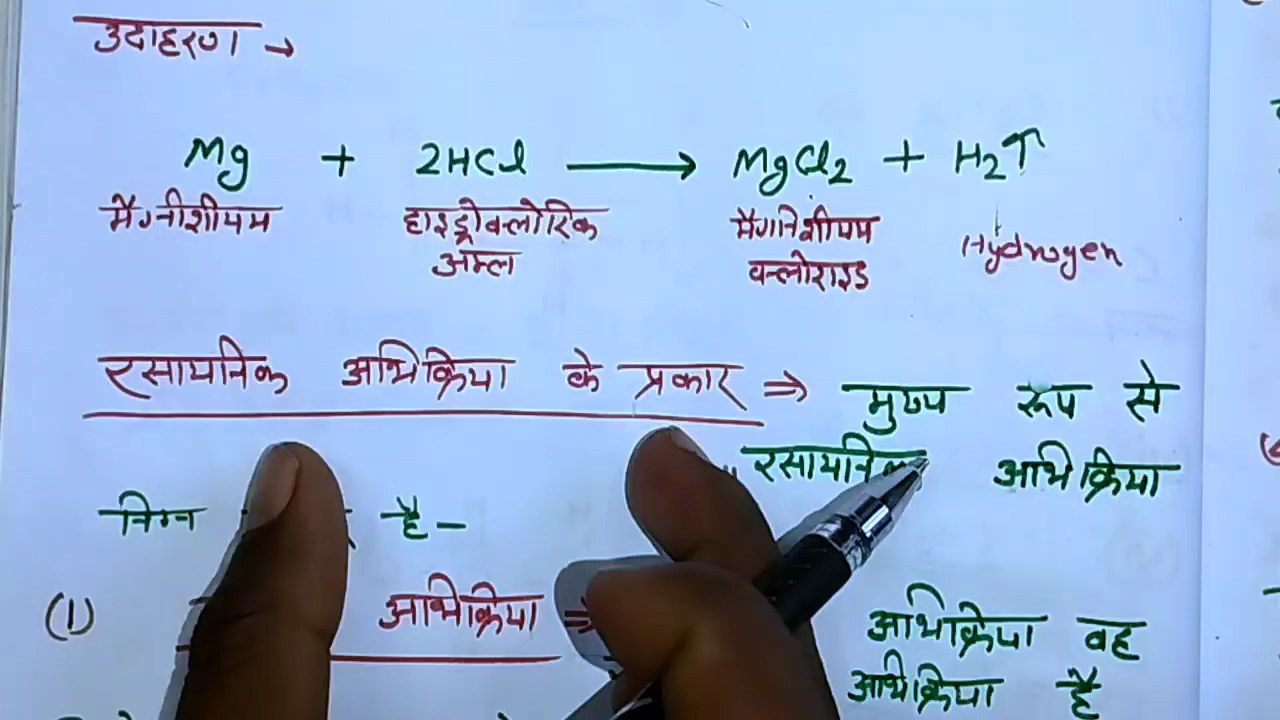 उदाहरण →
Mg + 2HCl → MgCl2 + H2↑
मैग्नीशीयम हाइड्रोक्लोरिक अम्ल मैगनिशीयम क्लोराइड Hydrogen
रसायनिक अभिक्रिया के प्रकार ⇒ मुख्य रूप से
रसायनिक अभिक्रिया
निम्न है -
(1) अभिक्रिया ⇒ अभिक्रिया वह
अभिक्रिया है